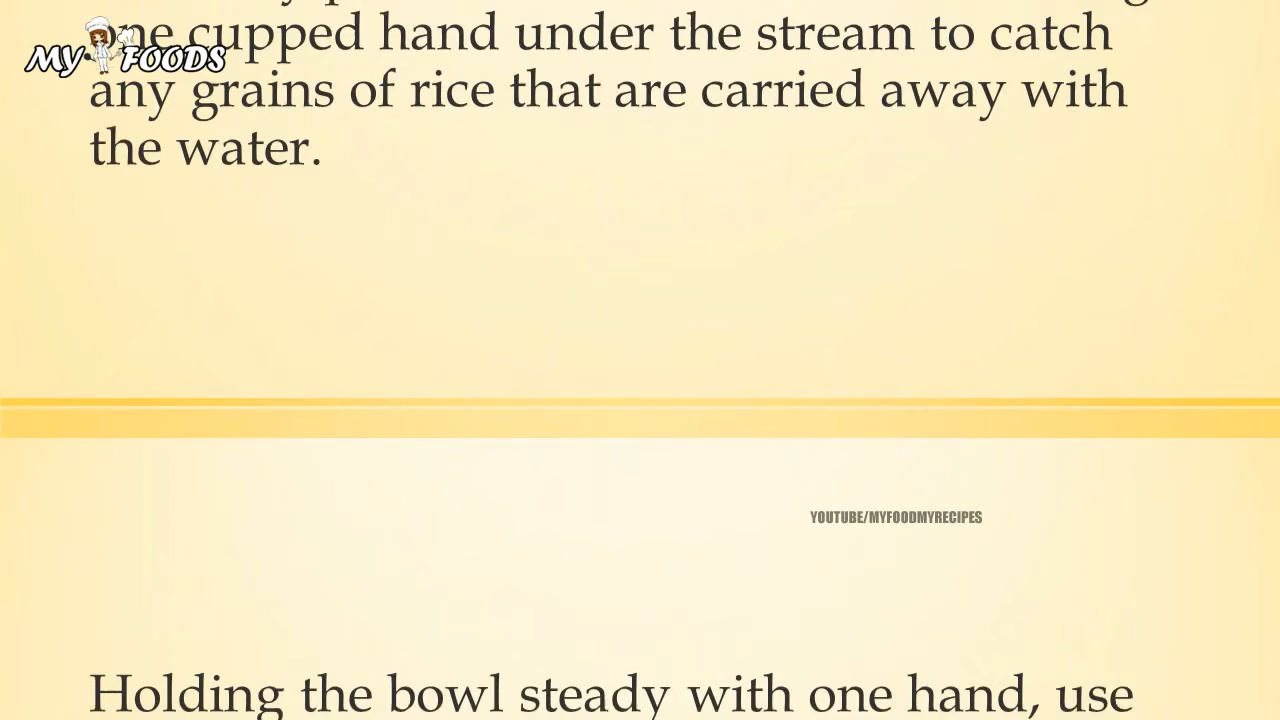 one cupped hand under the stream to catch
MY FOODS
any grains of rice that are carried away with
the water.
YOUTUBE/MYFOODMYRECIPES
Holding the bowl steady with one hand, use